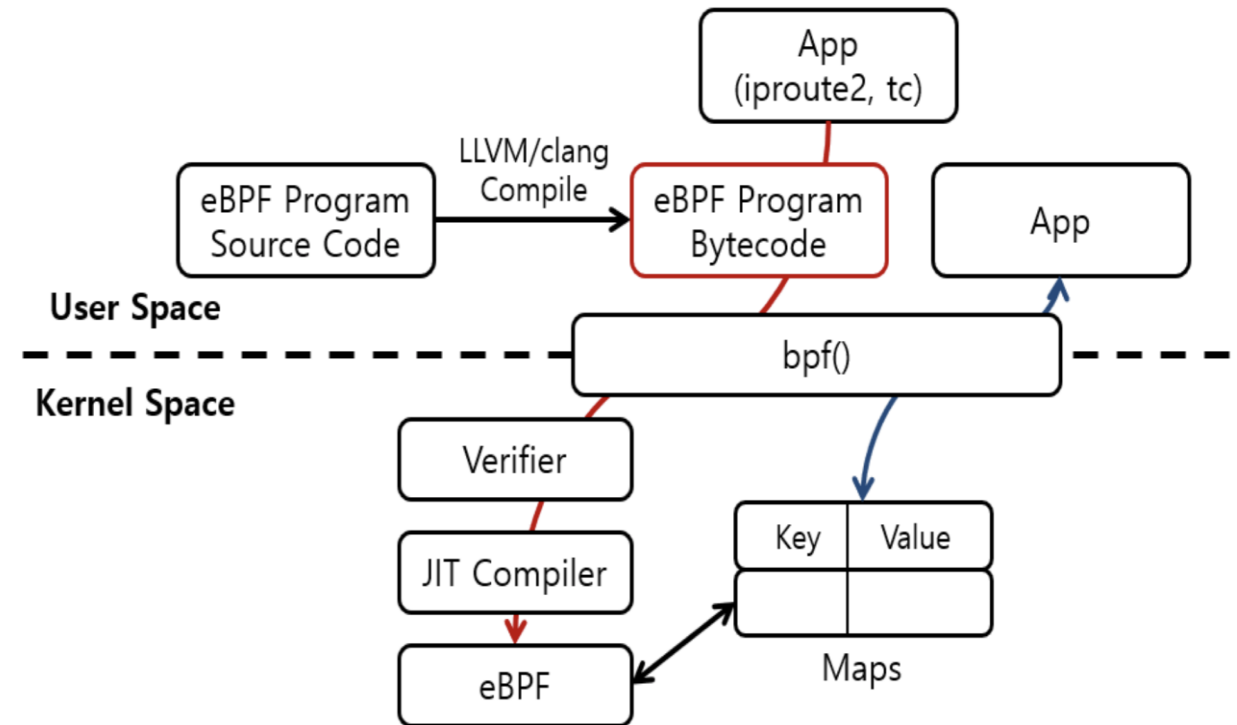 App
(iproute2, tc)
LLVM/clang
Compile
eBPF Program
Source Code
eBPF Program
Bytecode
App
User Space
bpf()
Kernel Space
Verifier
Key
Value
JIT Compiler
Maps
eBPF